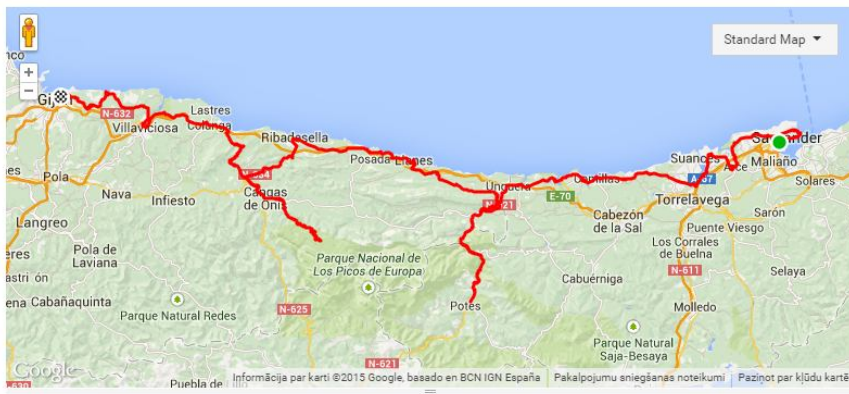 Standard Map
Gij
N-632
Lastres
Villaviciosa
Colunga
Ribadesella
Santander
Posada Llanes
Suances
Arce
Maliaño
Pola
Cangas
de Onís
Unquera
Comillas
A-67
Solares
Nava
Infiesto
N-621
E-70
Torrelavega
Langreo
Cabezón
de la Sal
Sarón
Puente Viesgo
Pola de
Laviana
Los Corrales
de Buelna
Parque Nacional de
Los Picos de Europa
N-611
Selaya
Cabañaquinta
Cabuérniga
Parque Natural Redes
N-625
Potes
Molledo
Parque Natural
Saja-Besaya
N-621
Google
Puebla de
N-630
Informācija par karti ©2015 Google, basado en BCN IGN España
Pakalpojumu sniegšanas noteikumi
Paziņot par kļūdu kartē